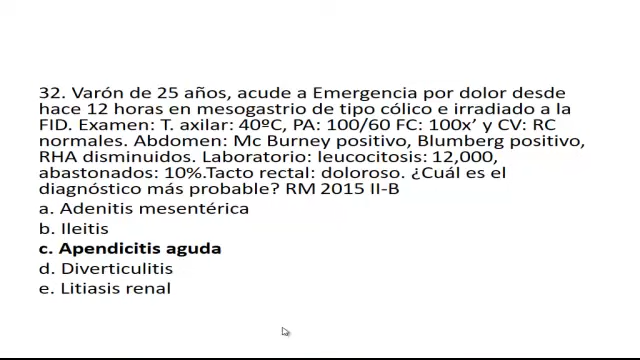 32. Varón de 25 años, acude a Emergencia por dolor desde
hace 12 horas en mesogastrio de tipo cólico e irradiado a la
FID. Examen: T. axilar: 40ºC, PA: 100/60 FC: 100x’ y CV: RC
normales. Abdomen: Mc Burney positivo, Blumberg positivo,
RHA disminuidos. Laboratorio: leucocitosis: 12,000,
abastonados: 10%.Tacto rectal: doloroso. ¿Cuál es el
diagnóstico más probable? RM 2015 II-B
a. Adenitis mesentérica
b. Ileitis
c. Apendicitis aguda
d. Diverticulitis
e. Litiasis renal